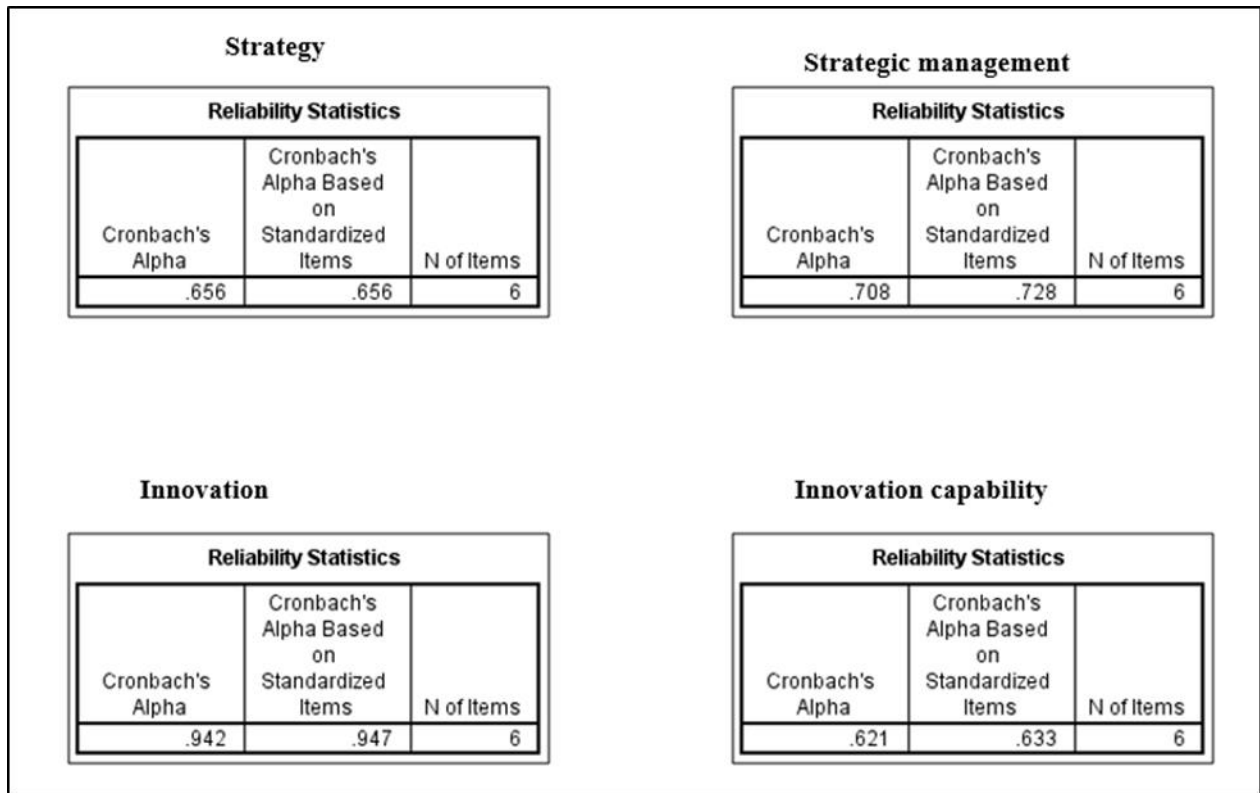 Strategy
Reliability Statistics
Cronbach's
Alpha
Cronbach's
Alpha Based
on
Standardized
Items
N of Items
.656
.656
6
Strategic management
Reliability Statistics
Cronbach's
Alpha
Cronbach's
Alpha Based
on
Standardized
Items
N of Items
.708
.728
6
Innovation
Reliability Statistics
Cronbach's
Alpha
Cronbach's
Alpha Based
on
Standardized
Items
N of Items
.942
.947
6
Innovation capability
Reliability Statistics
Cronbach's
Alpha
Cronbach's
Alpha Based
on
Standardized
Items
N of Items
.621
.633
6